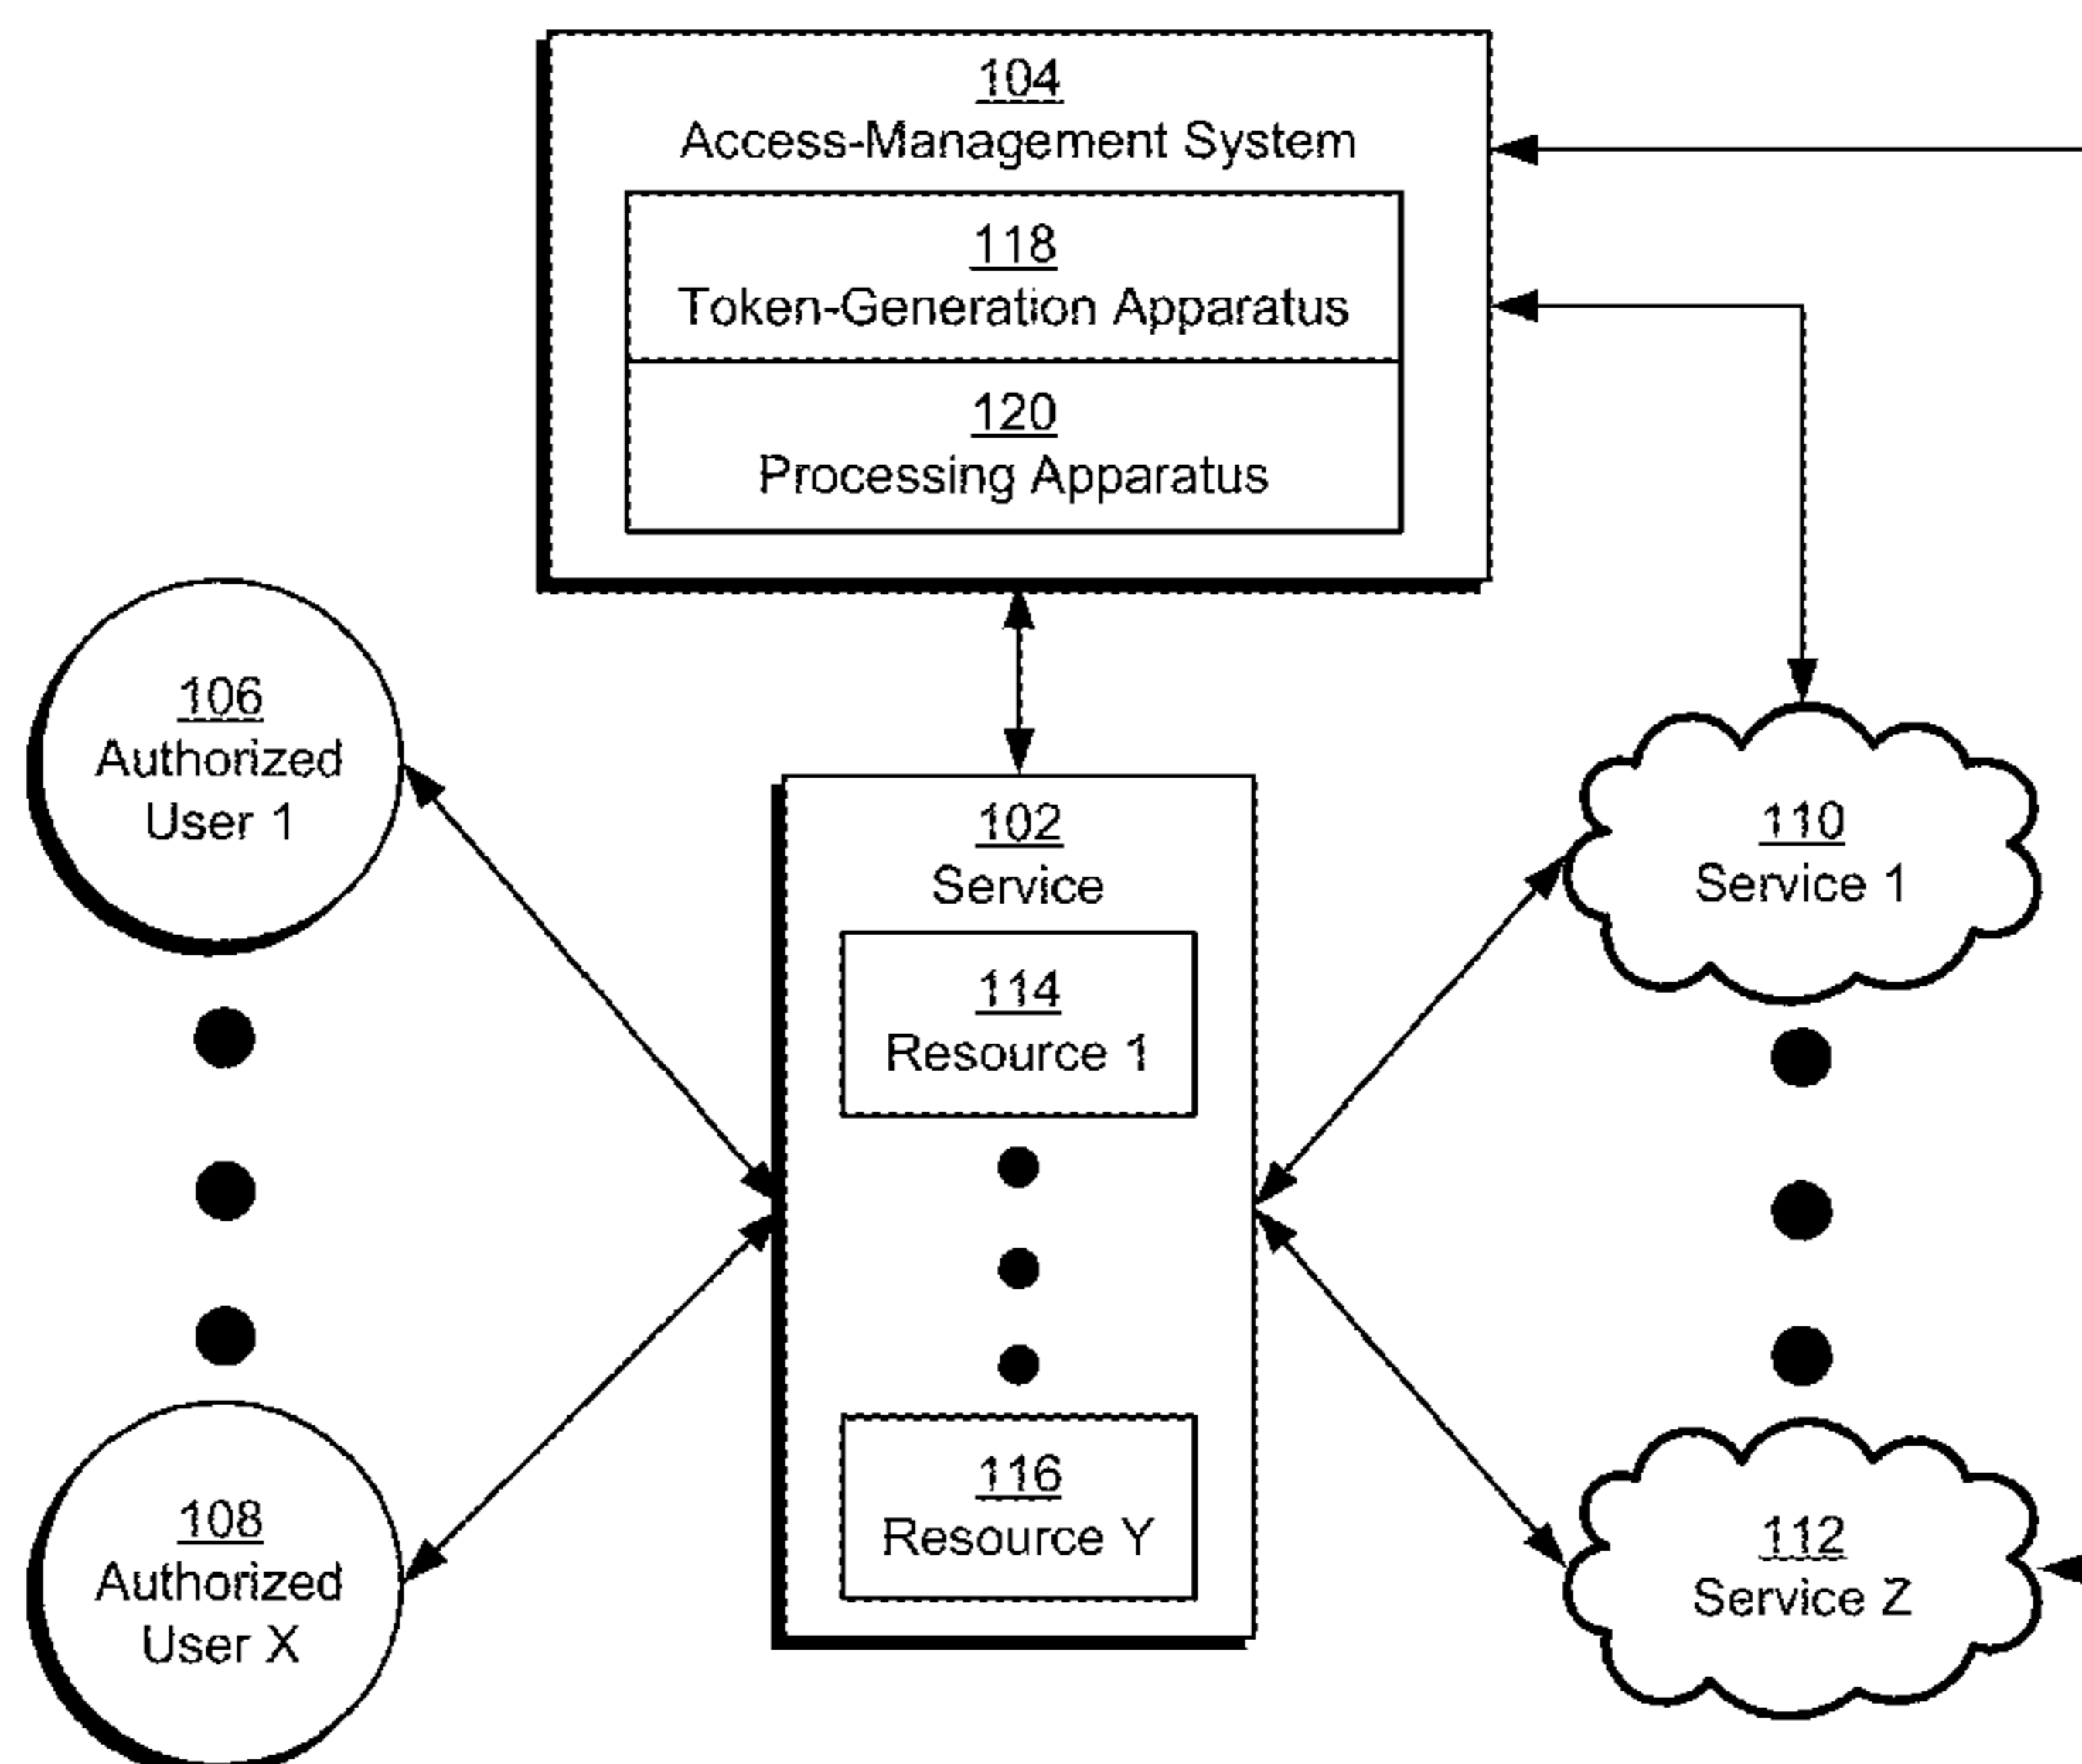 104
Access-Management System
118
Token-Generation Apparatus
120
Processing Apparatus
106
Authorized
User 1
102
Service
110
Service 1
114
Resource 1
116
Resource Y
108
Authorized
User X
112
Service Z